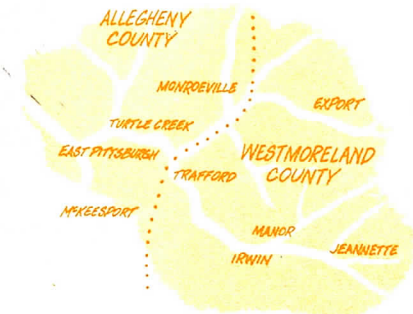 ALLEGHENY
COUNTY
MONROEVILLE
EXPORT
TURTLE CREEK
EAST PITTSBURGH
WESTMORELAND
COUNTY
TRAFFORD
McKEESPORT
MANOR
JEANNETTE
IRWIN